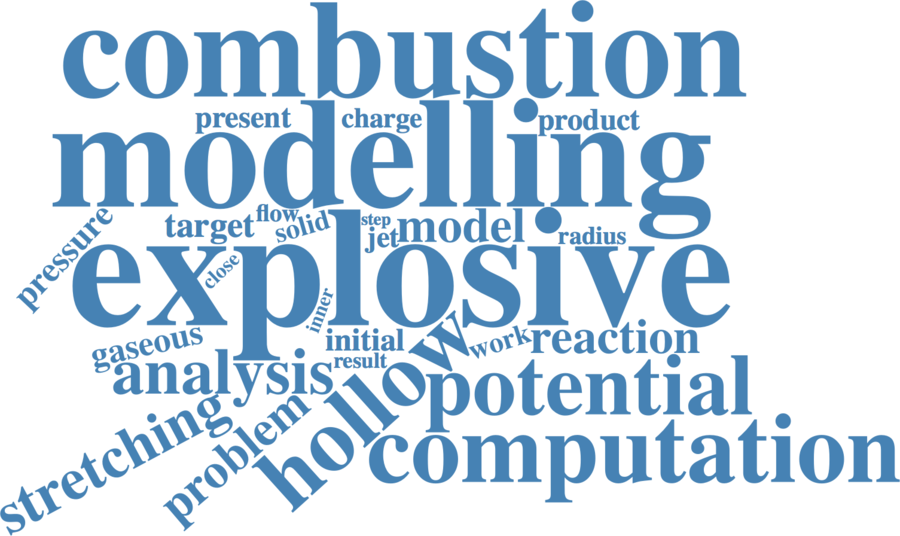 combustion
present charge product
modelling
target flow solid step jet model radius
pressure
explosive
close
inner
gaseous initial work reaction
analysis result hollow potential
stretching problem computation